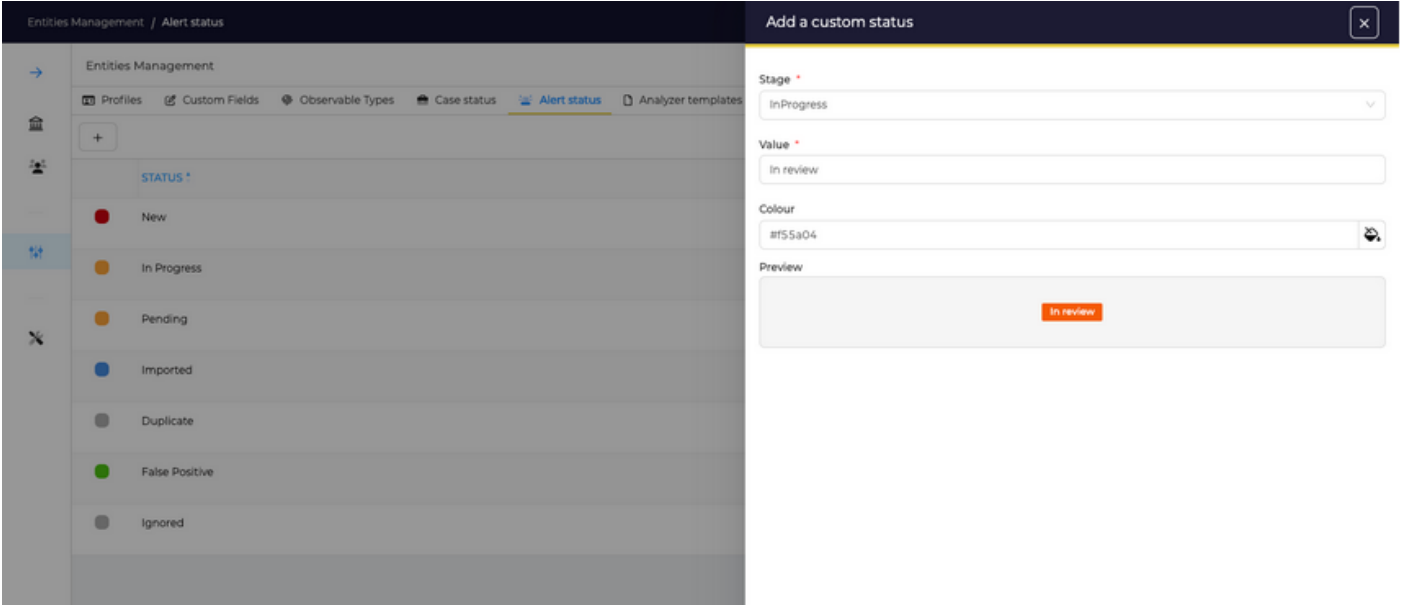 Entities Management / Alert status
Add a custom status
Entities Management
Profiles Custom Fields Observable Types Case status Alert status Analyzer templates
STATUS
New
In Progress
Pending
Imported
Duplicate
False Positive
Ignored
Stage *
InProgress
Value *
In review
Colour
#f55a04
Preview
In review